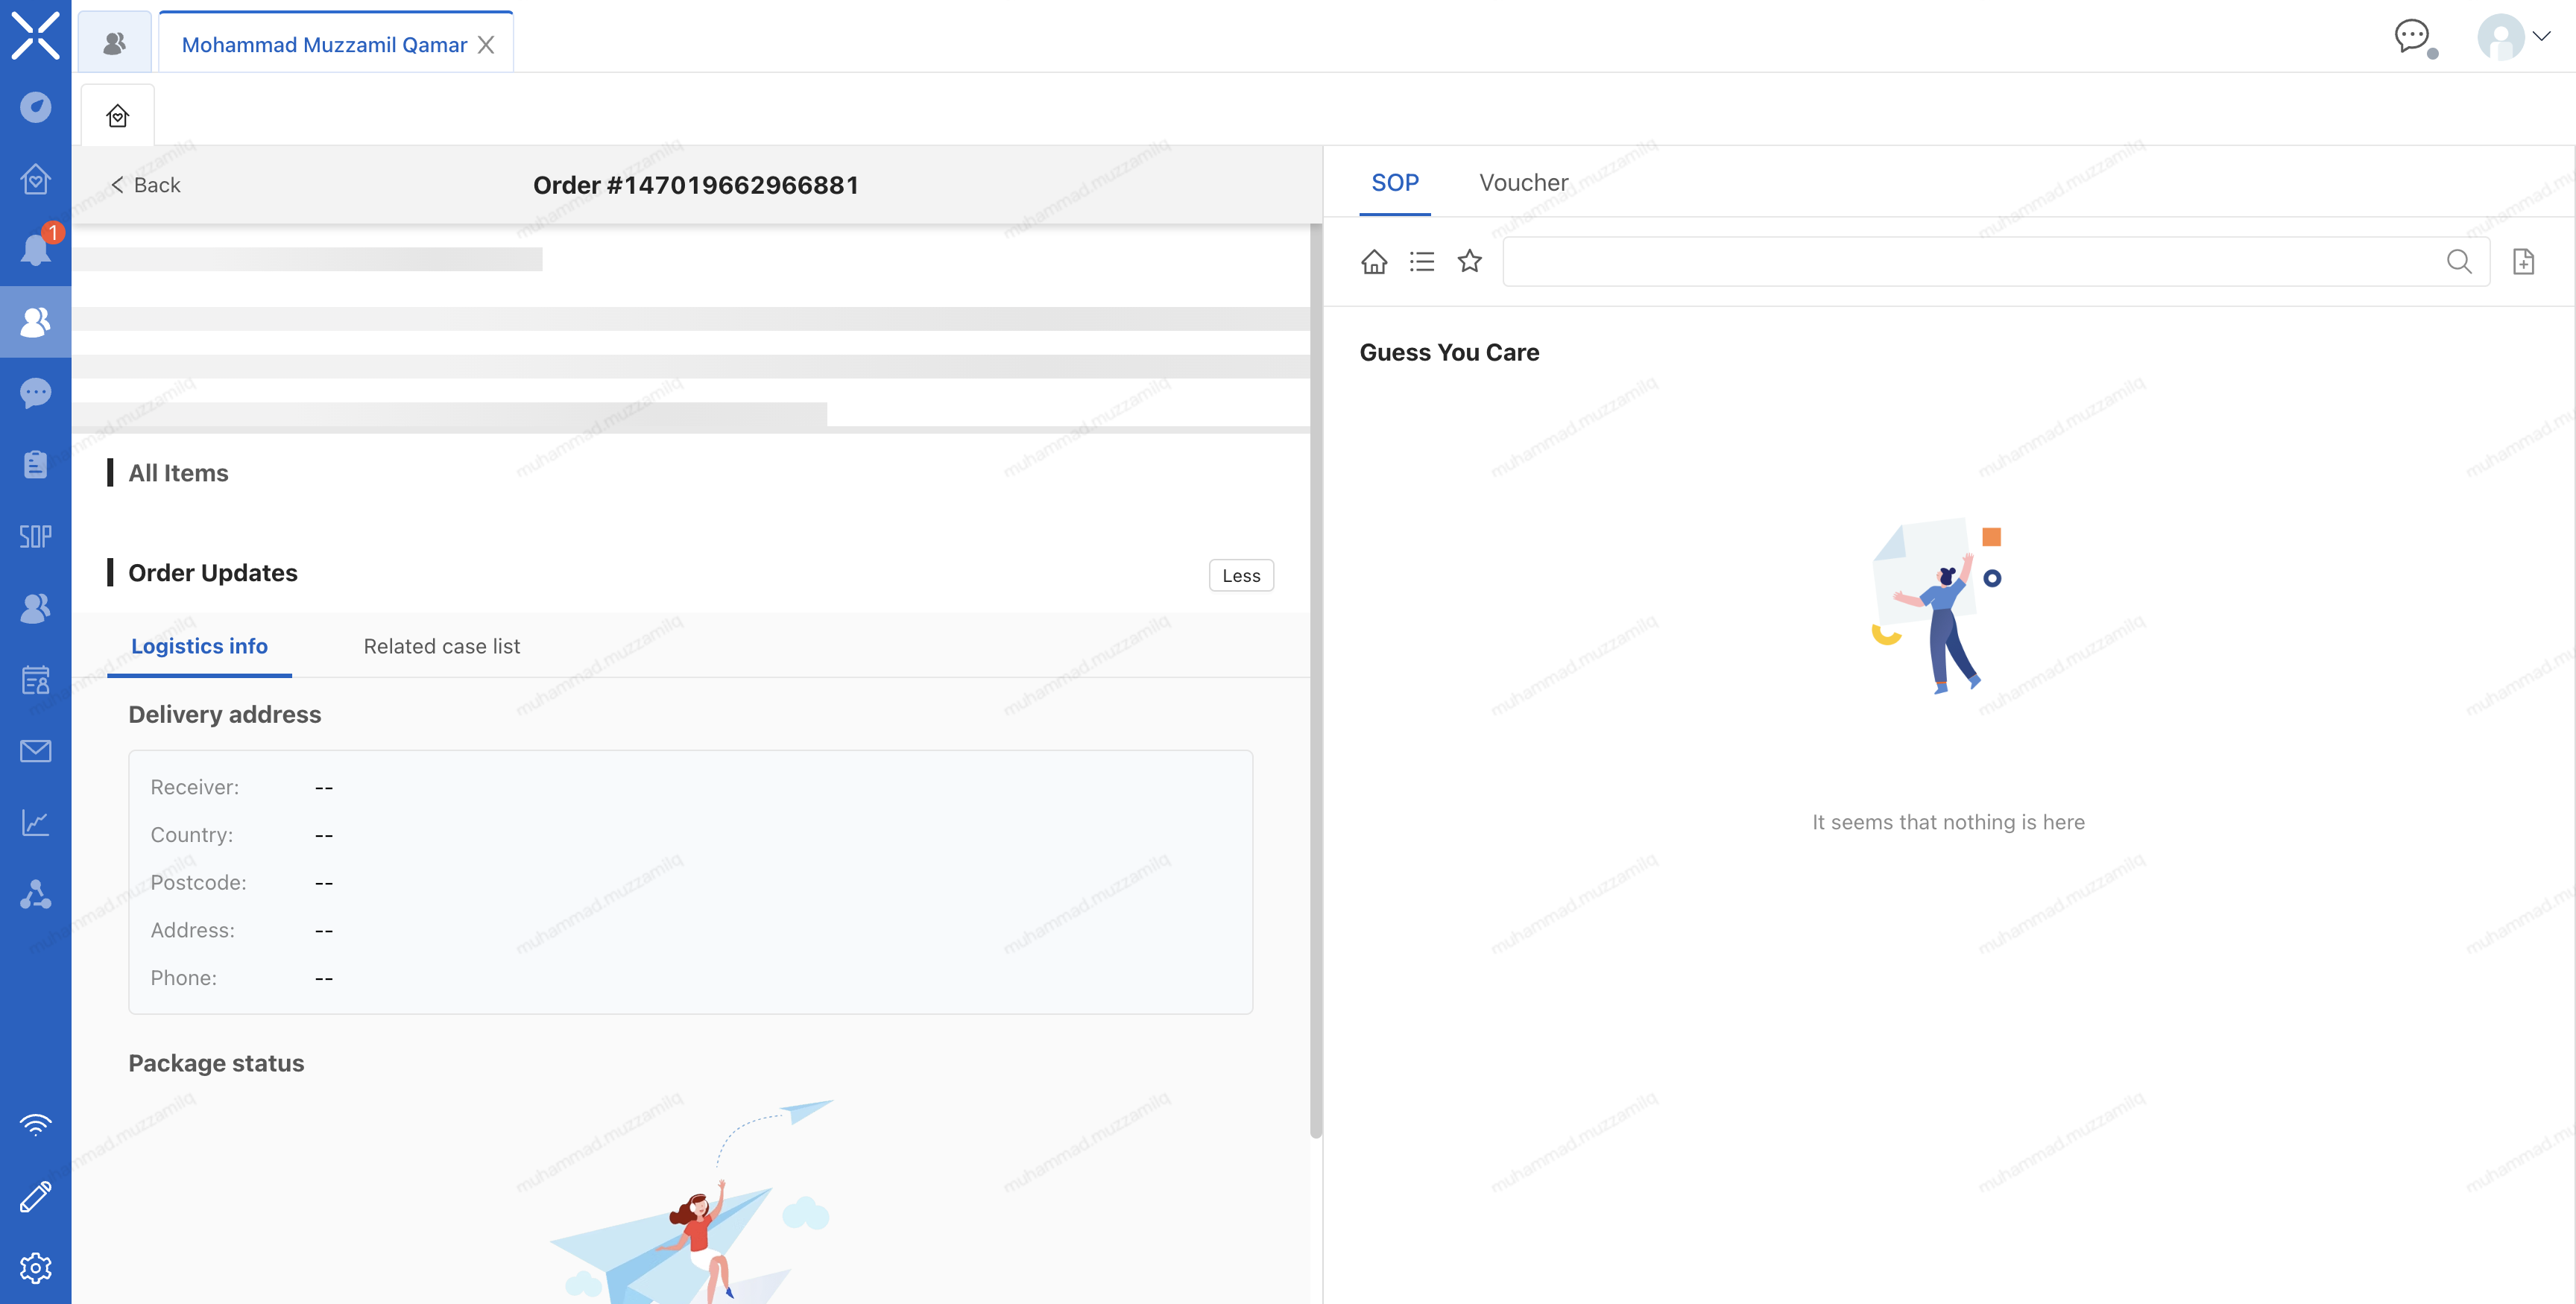 Mohammad Muzzamil Qamar
1
Back
Order #147019662966881
SOP
Voucher
Guess You Care
It seems that nothing is here
SOP
All Items
Order Updates
Less
Logistics info
Related case list
Delivery address
Receiver: --
Country: --
Postcode: --
Address: --
Phone: --
Package status
muhammad.muzzamilq